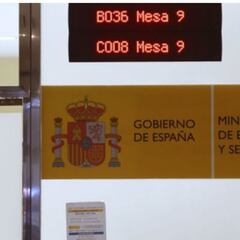 B036 Mesa 9
C008 Mesa 9
GOBIERNO
DE ESPAÑA
MIN
DE E
Y SE